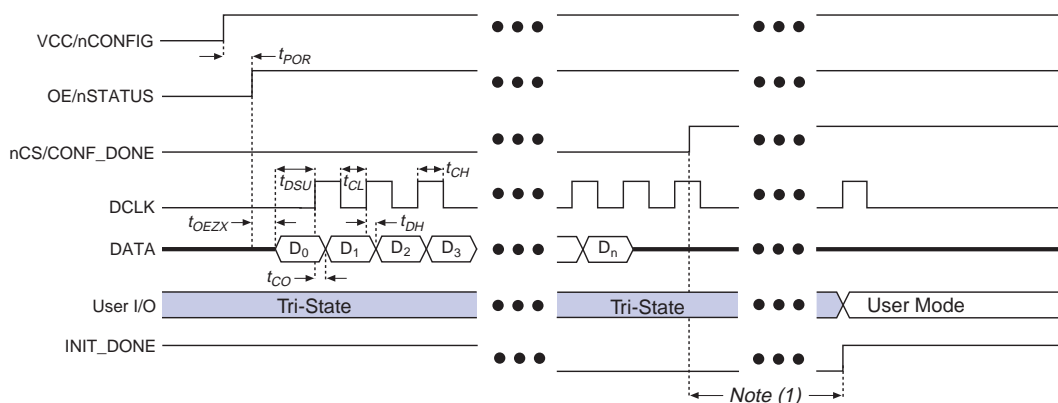 VCC/nCONFIG
tPOR
OE/nSTATUS
nCS/CONF_DONE
tDSU
tCL
tCH
DCLK
tOEZX
tDH
DATA
D0
D1
D2
D3
Dn
tCO
User I/O
Tri-State
Tri-State
User Mode
INIT_DONE
Note (1)